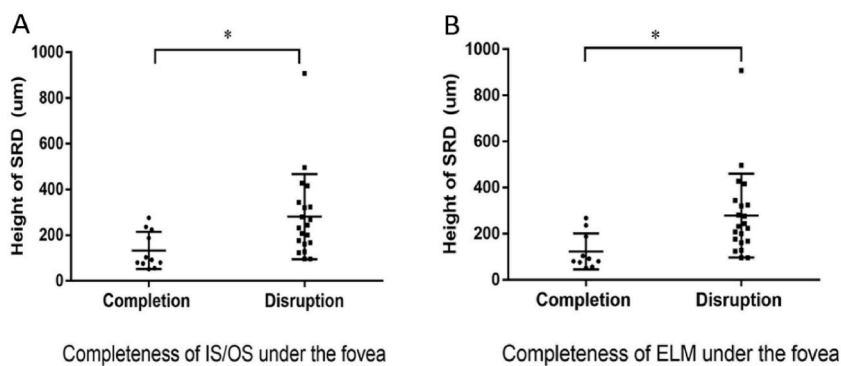 A
*
Height of SRD (um)
1000
800
600
400
200
0
Completion Disruption
Completeness of IS/OS under the fovea
B
*
Height of SRD (um)
1000
800
600
400
200
0
Completion Disruption
Completeness of ELM under the fovea